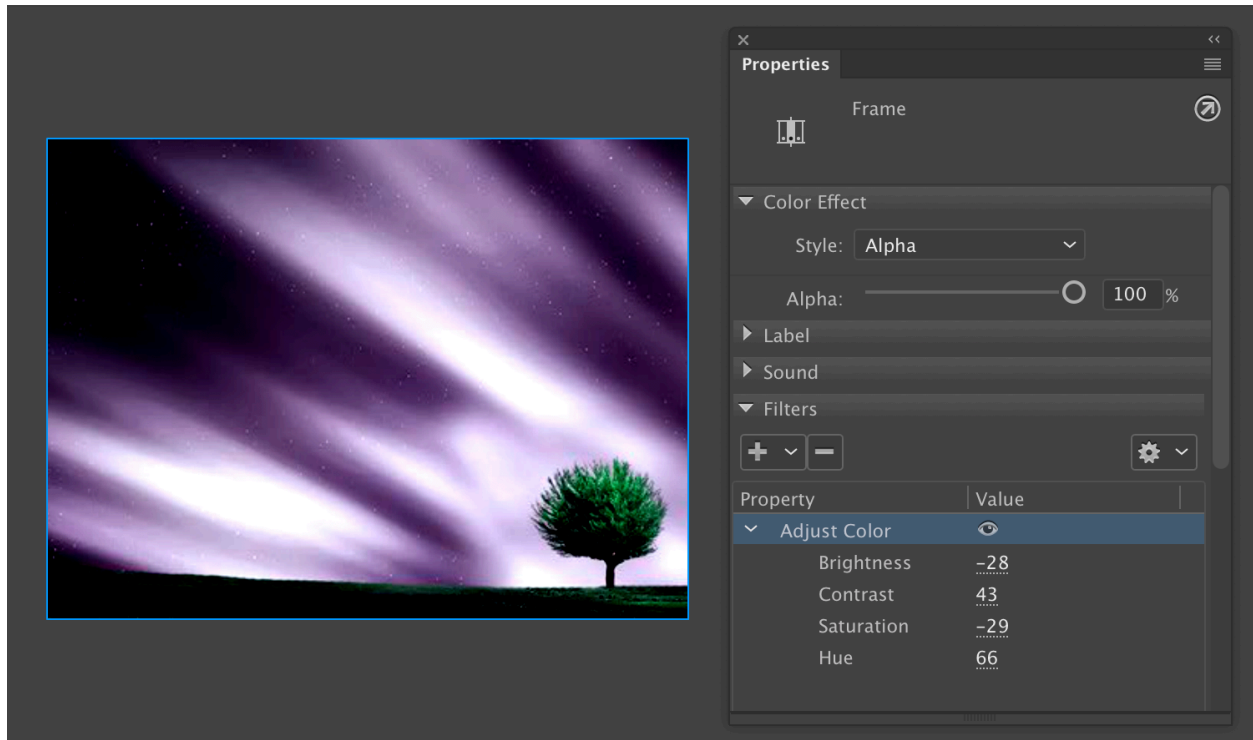 Properties
Frame
Color Effect
Style: Alpha
Alpha: 100 %
Label
Sound
Filters
Property Value
Adjust Color
Brightness -28
Contrast 43
Saturation -29
Hue 66